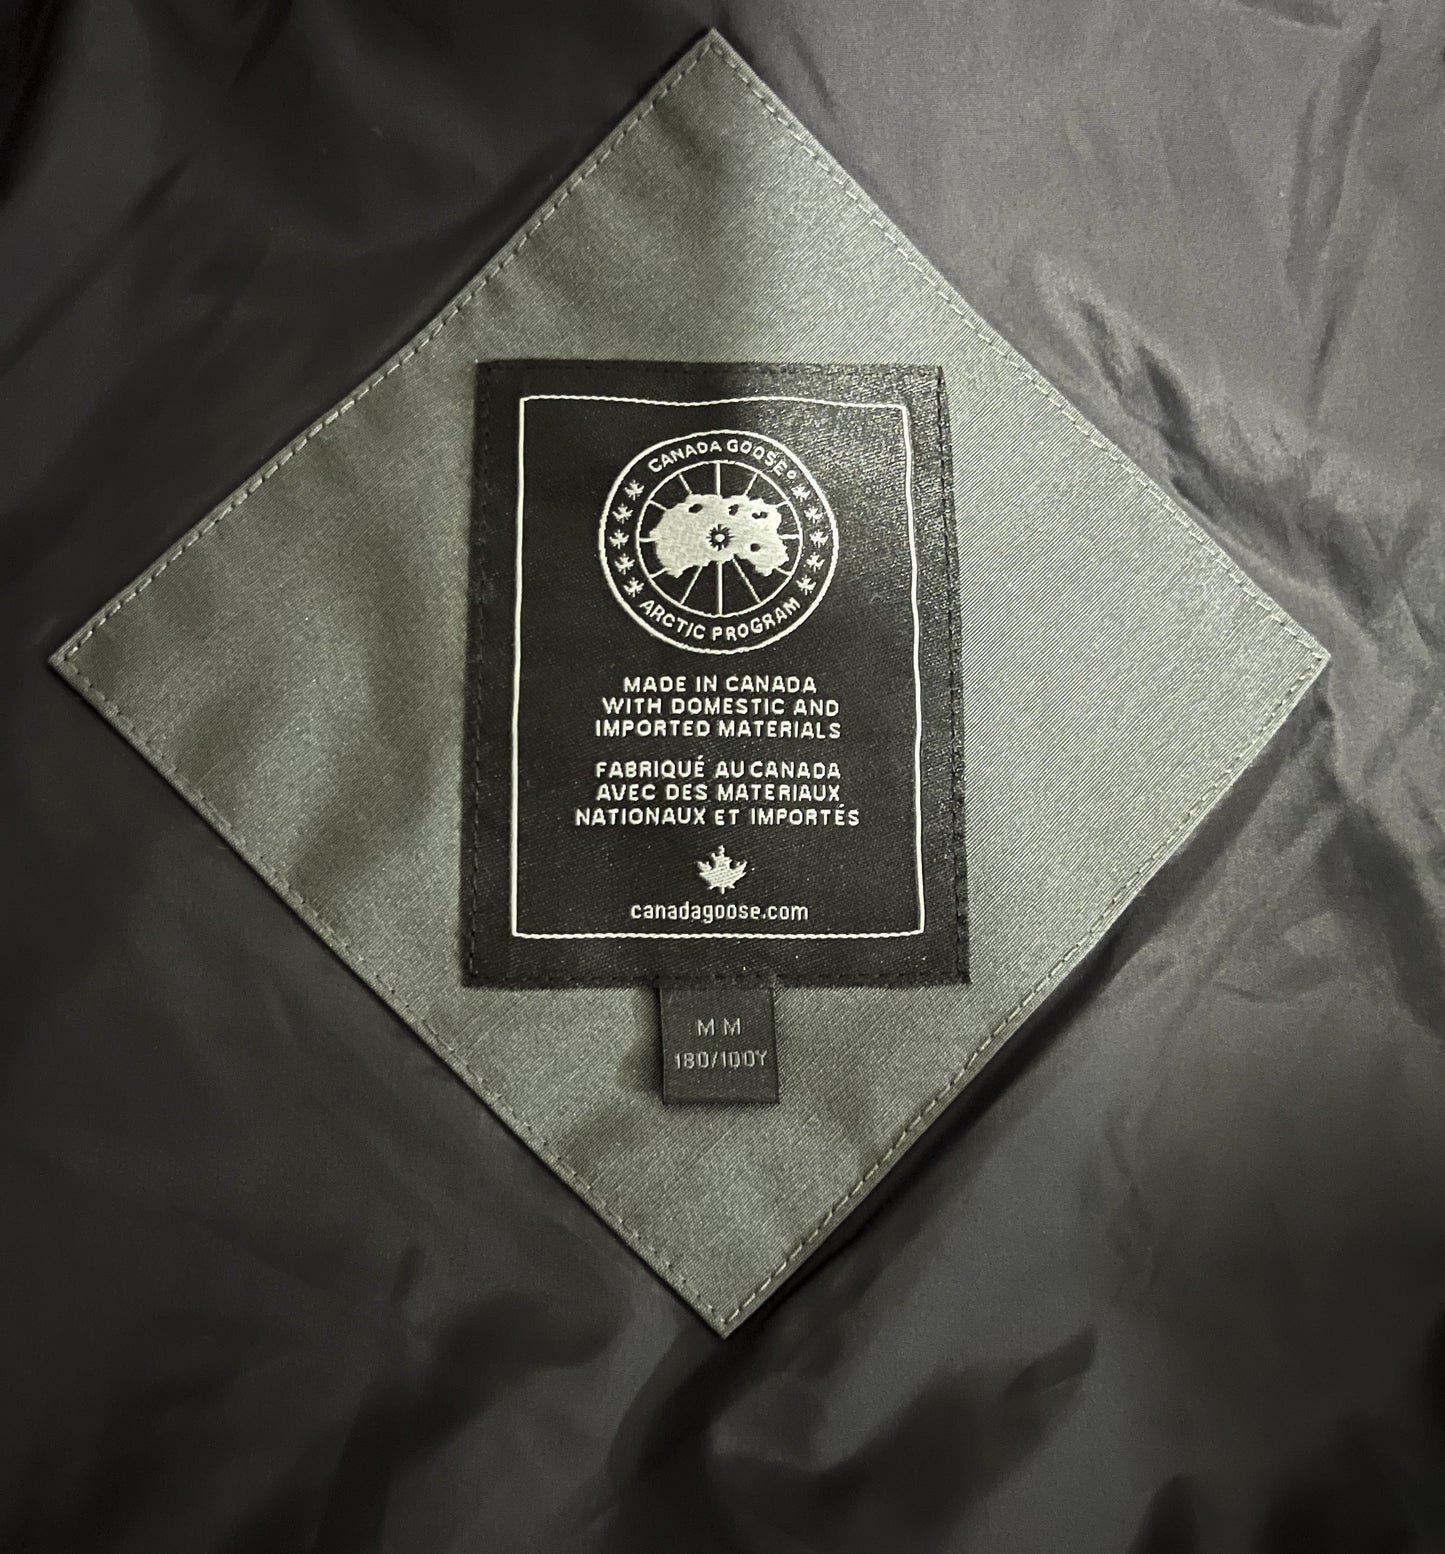 CANADA GOOSE®
ARCTIC PROGRAM
MADE IN CANADA
WITH DOMESTIC AND
IMPORTED MATERIALS
FABRIQUÉ AU CANADA
AVEC DES MATERIAUX
NATIONAUX ET IMPORTÉS
canadagoose.com
M M
180/100Y